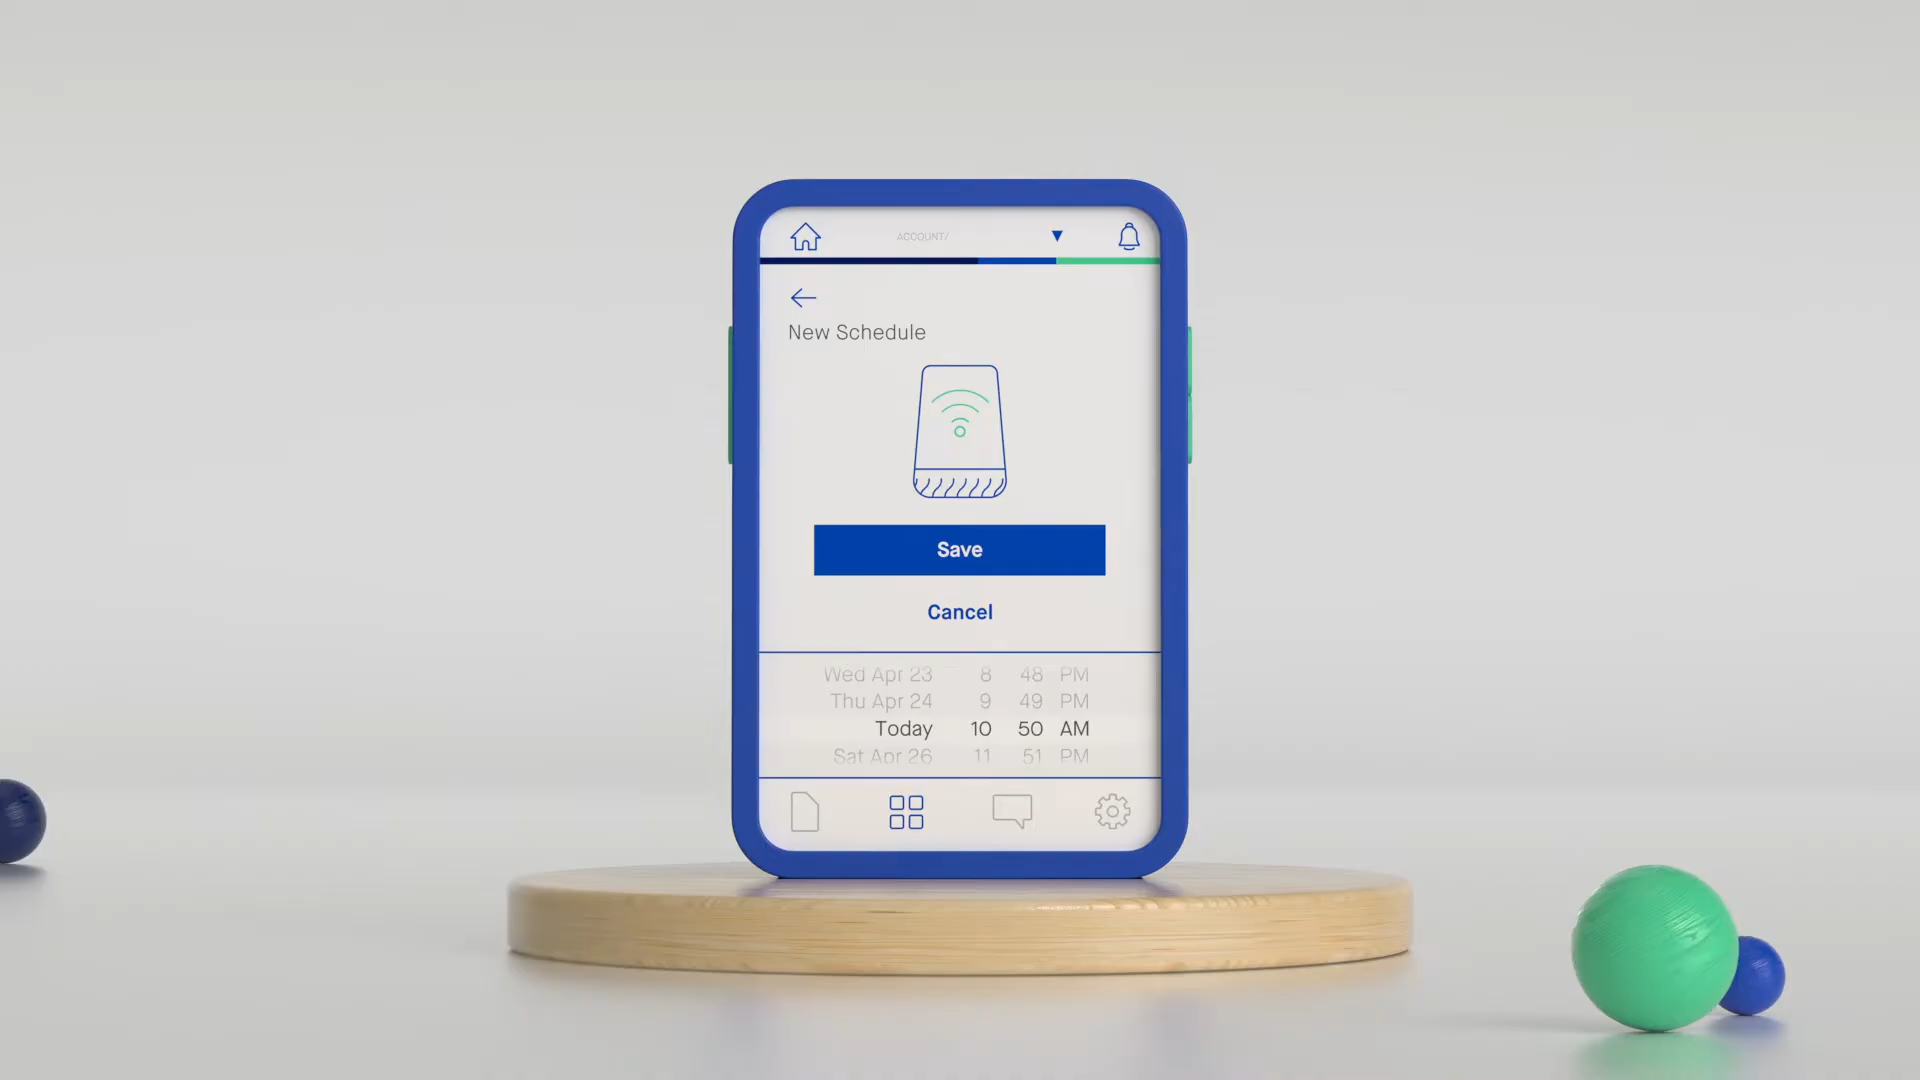 ACCOUNT/
New Schedule
Save
Cancel
Wed Apr 23 8 48 PM
Thu Apr 24 9 49 PM
Today 10 50 AM
Sat Apr 26 11 51 PM